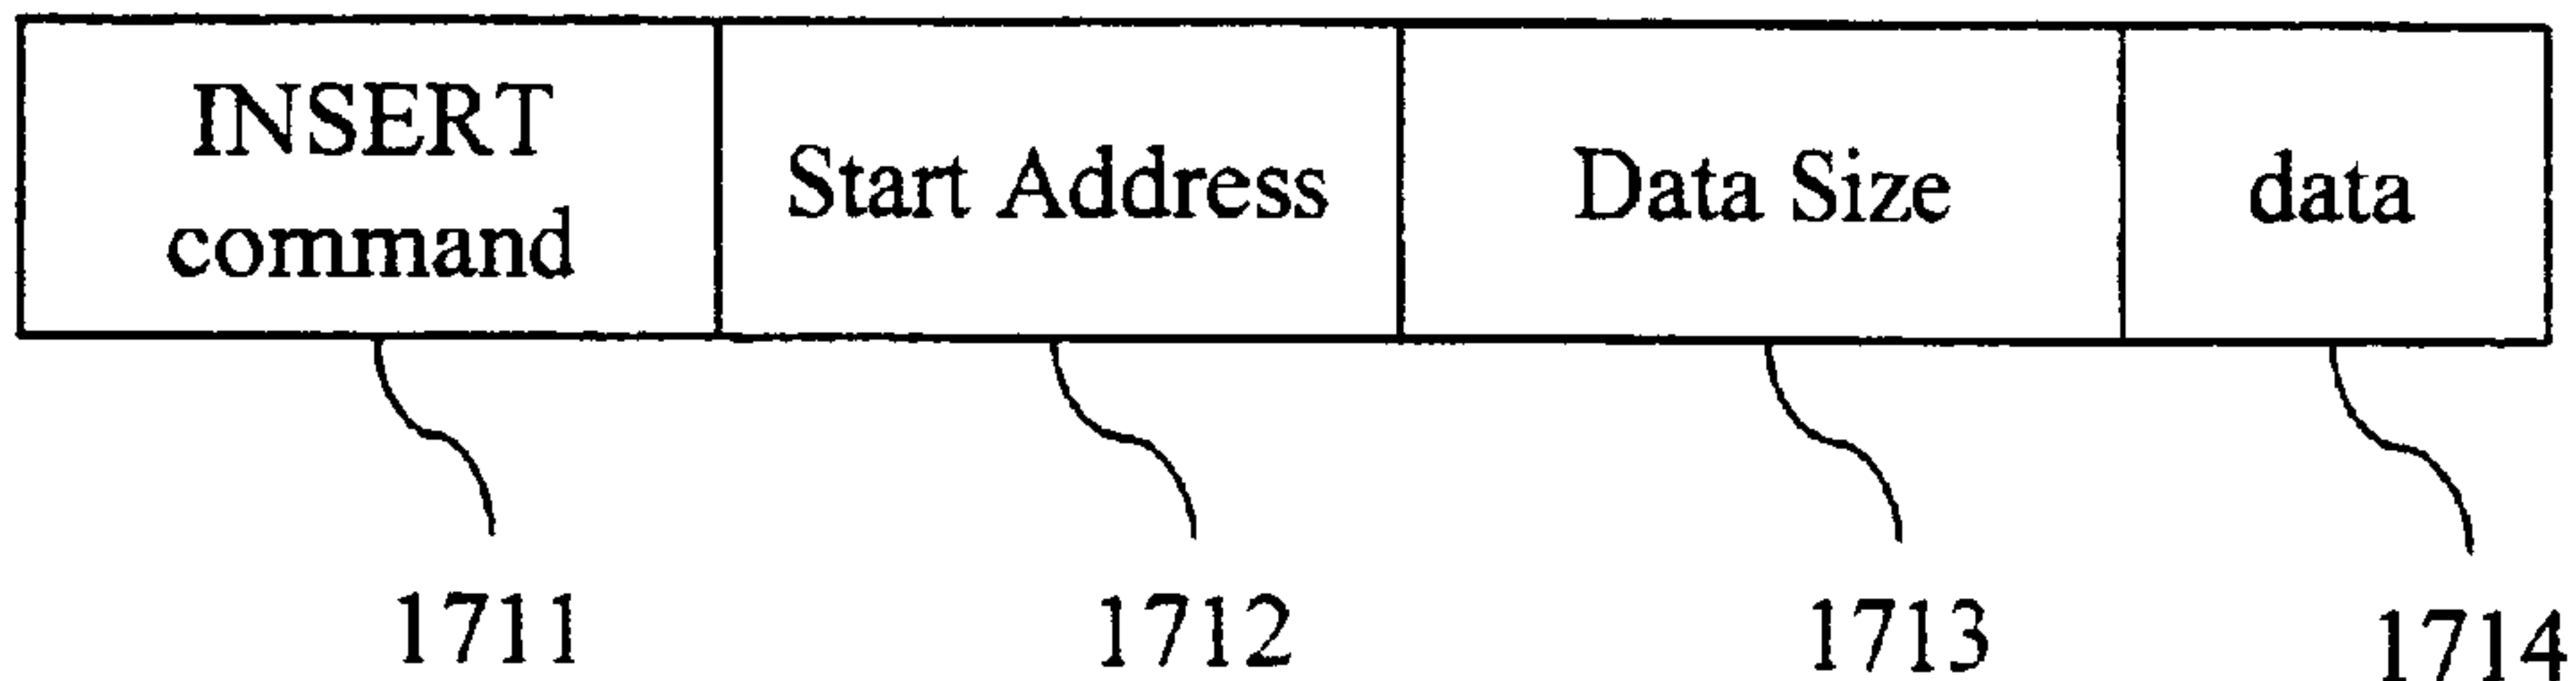 INSERT
command
Start Address
Data Size
data
1711
1712
1713
1714